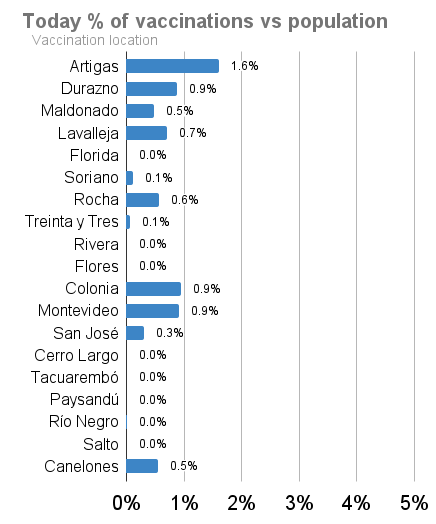 Today % of vaccinations vs population
Vaccination location
Artigas 1.6%
Durazno 0.9%
Maldonado 0.5%
Lavalleja 0.7%
Florida 0.0%
Soriano 0.1%
Rocha 0.6%
Treinta y Tres 0.1%
Rivera 0.0%
Flores 0.0%
Colonia 0.9%
Montevideo 0.9%
San José 0.3%
Cerro Largo 0.0%
Tacuarembó 0.0%
Paysandú 0.0%
Río Negro 0.0%
Salto 0.0%
Canelones 0.5%
0% 1% 2% 3% 4% 5%